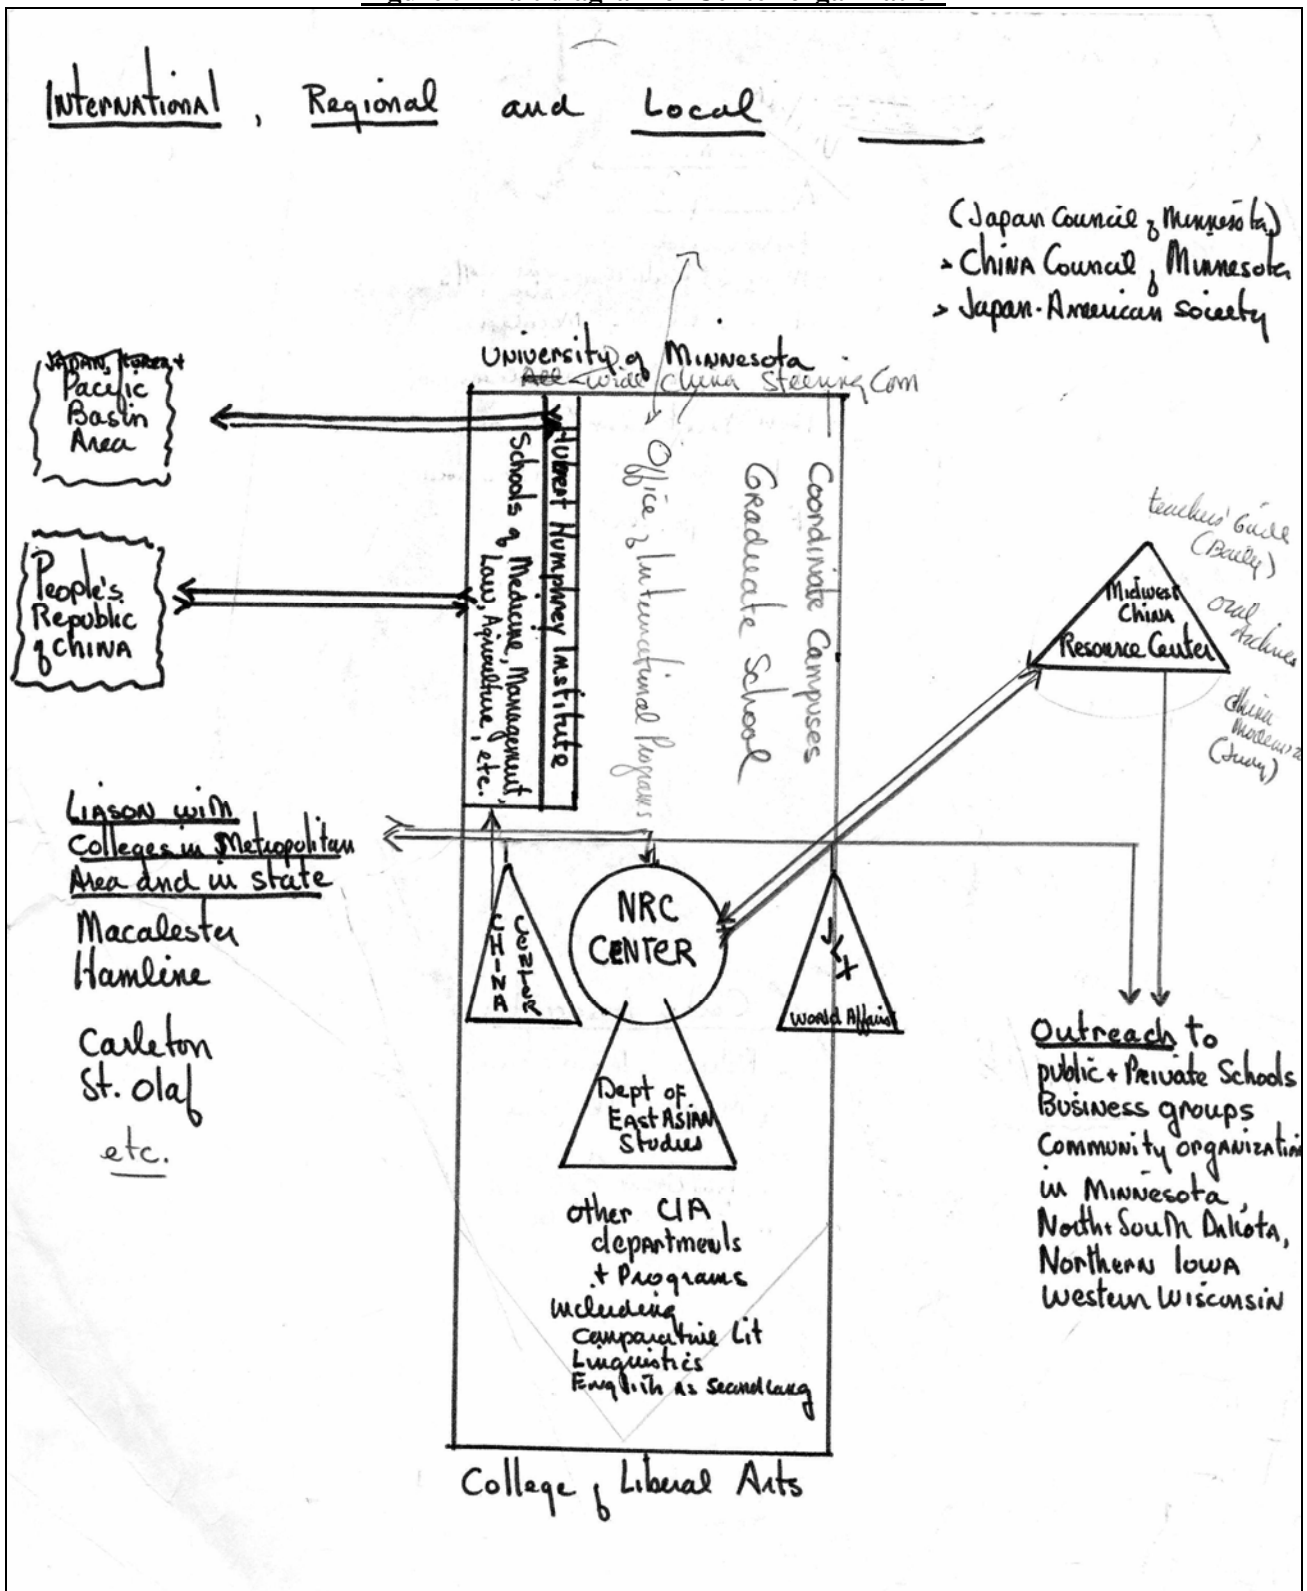 International, Regional and Local
(Japan Council of Minnesota)
> China Council of Minnesota
> Japan-American Society
University of Minnesota
All-Wide China Steering Com
JAPAN, KOREA +
Pacific
Basin
Area
People's
Republic
of CHINA
Hubert Humphrey Institute
Schools of Medicine, Management,
Law, Agriculture, etc.
Office of International Programs
Graduate School
Coordinate Campuses
teachers' Guide
Midwest
China
Resource Center
oral
Archives
China
(Judy)
Liason with
Colleges in Metropolitan
Area and in state
Macalester
Hamline
Carleton
St. Olaf
etc.
CHINA
CENTER
NRC
CENTER
World Affairs
Dept of
East Asian
Studies
other CLA
departments
+ Programs
including
Comparative Lit
Linguistics
English as Second Lang
College of Liberal Arts
Outreach to
public + Private Schools
Business groups
Community organization
in Minnesota,
North + South Dakota,
Northern Iowa
Western Wisconsin